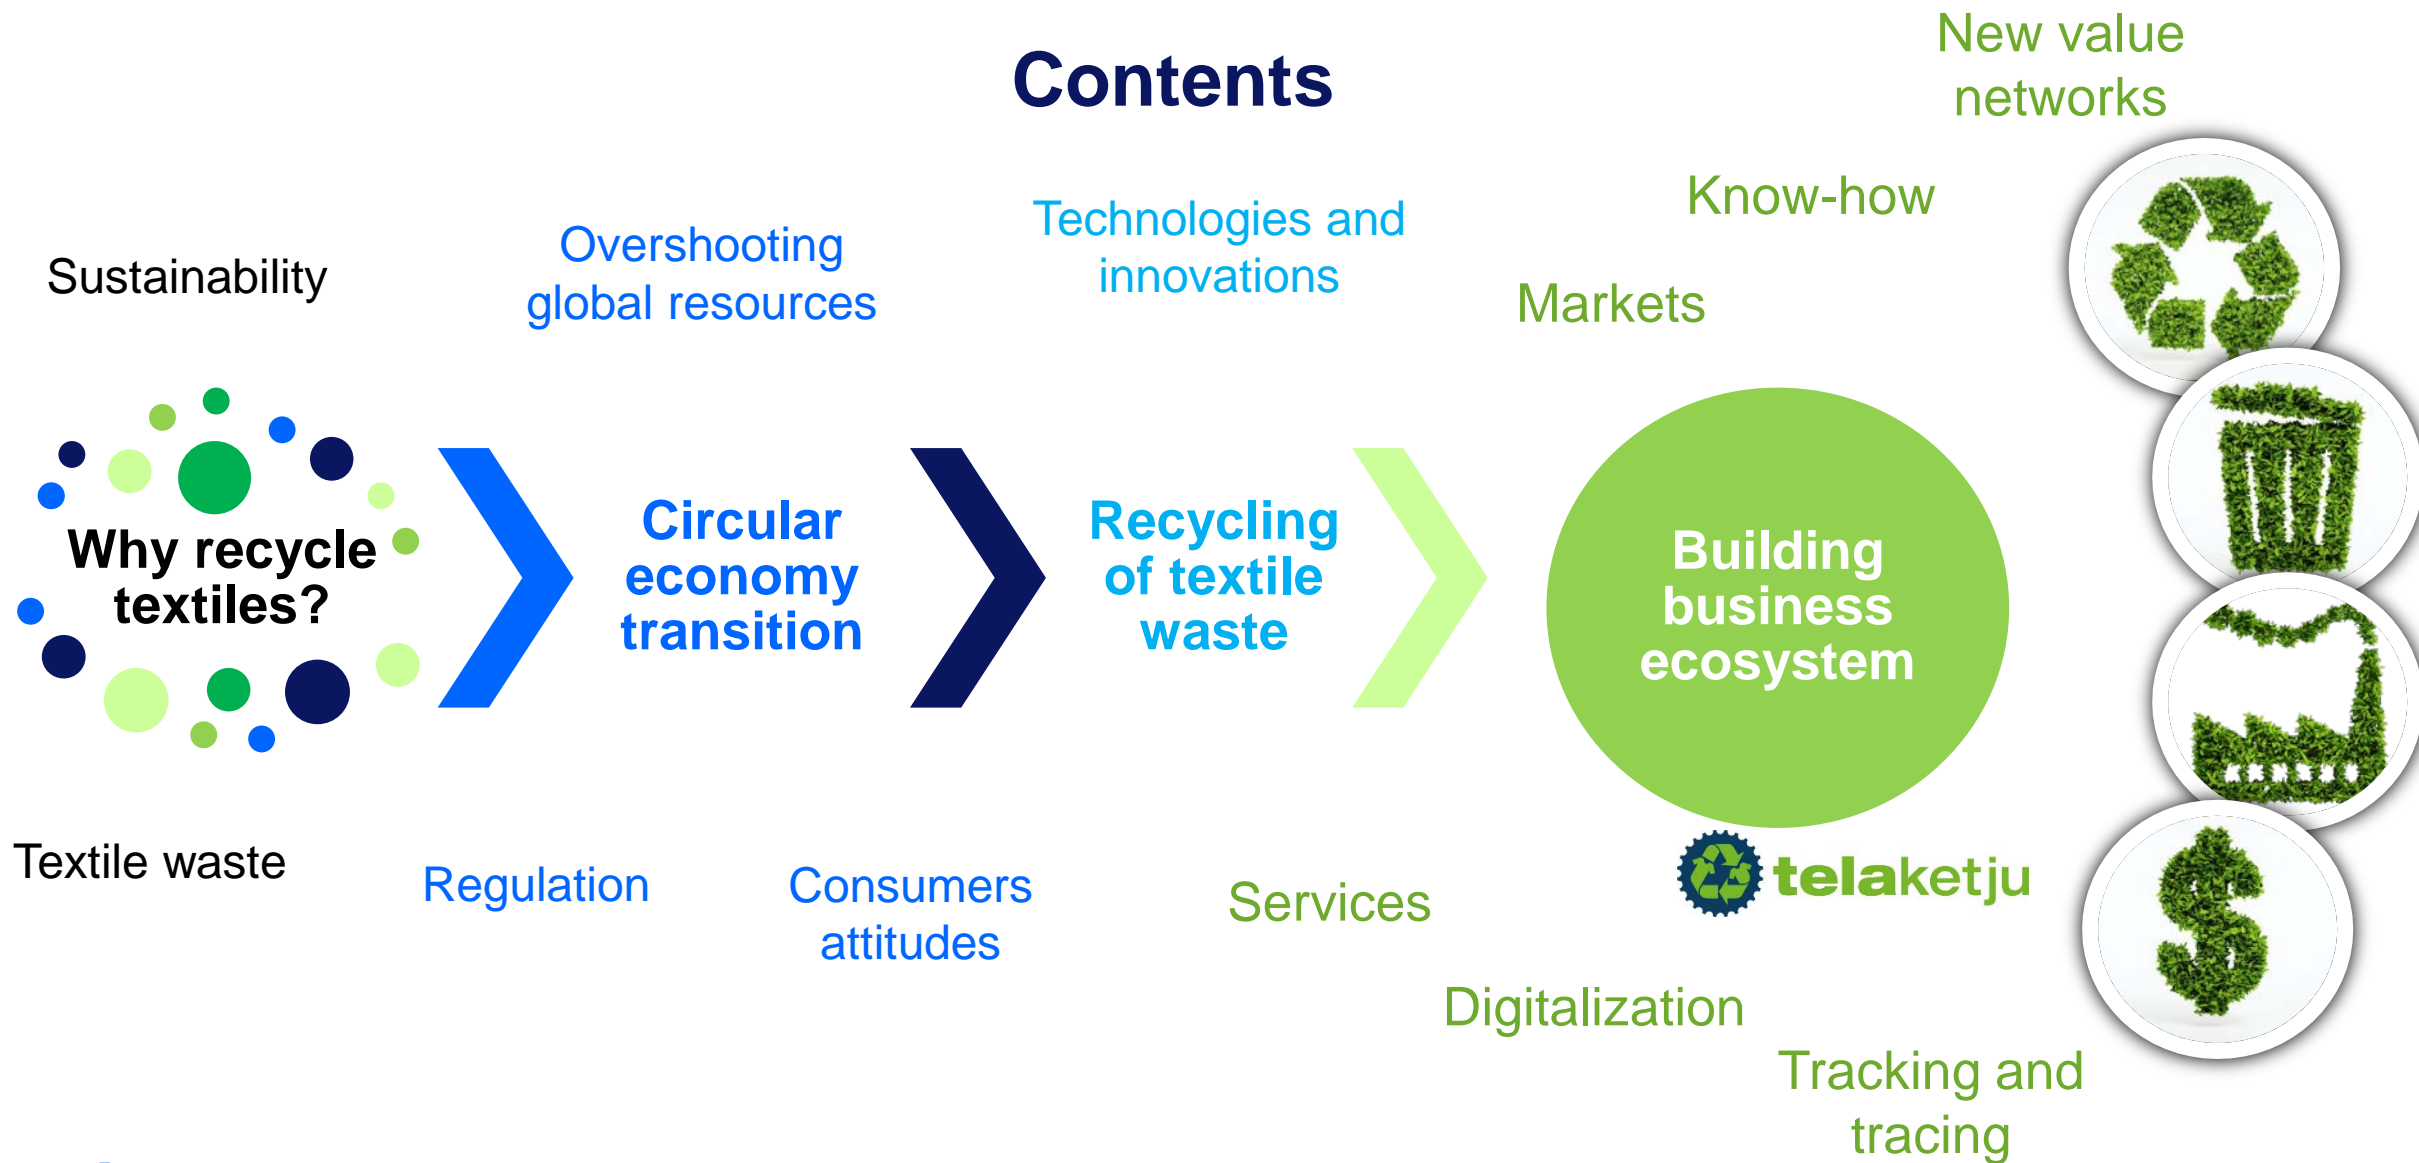 Contents
New value
networks
Know-how
Technologies and
innovations
Overshooting
global resources
Sustainability
Markets
Why recycle
textiles?
Circular
economy
transition
Recycling
of textile
waste
Building
business
ecosystem
Textile waste
Regulation
Consumers
attitudes
Services
telaketju
Digitalization
Tracking and
tracing